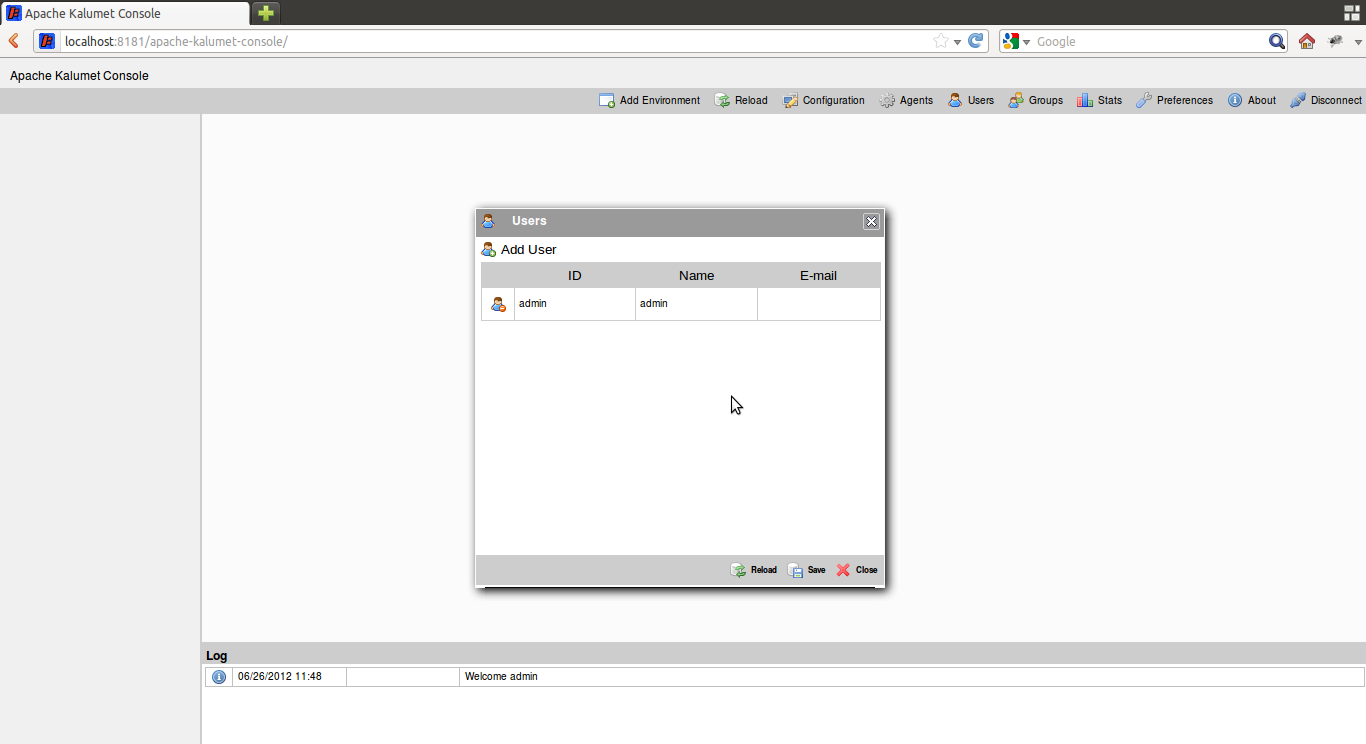 Apache Kalumet Console
localhost:8181/apache-kalumet-console/ Google
Apache Kalumet Console
Add Environment Reload Configuration Agents Users Groups Stats Preferences About Disconnect
Users
Add User
ID Name E-mail
admin admin
Reload Save Close
Log
06/26/2012 11:48 Welcome admin